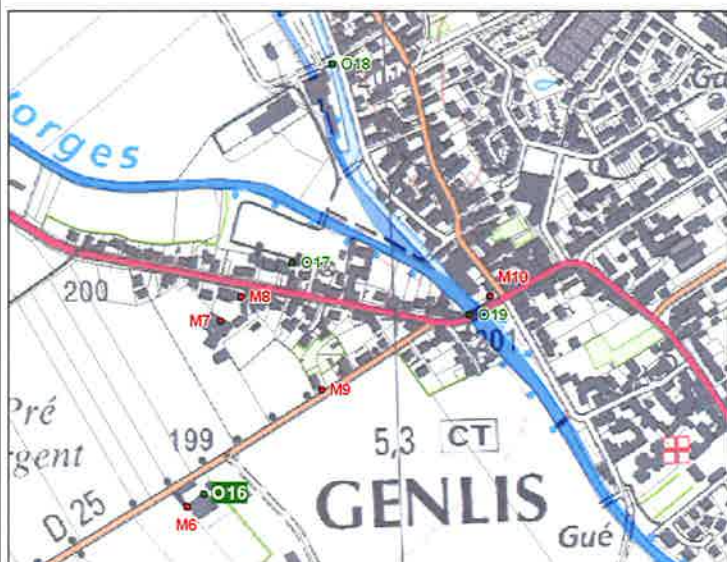 O18
Gu
orges
O17
200
M8
M10
M7
O19
201
M9
Pré
rgent
199
5,3
CT
O16
GENLIS
D 25
M6
Gué